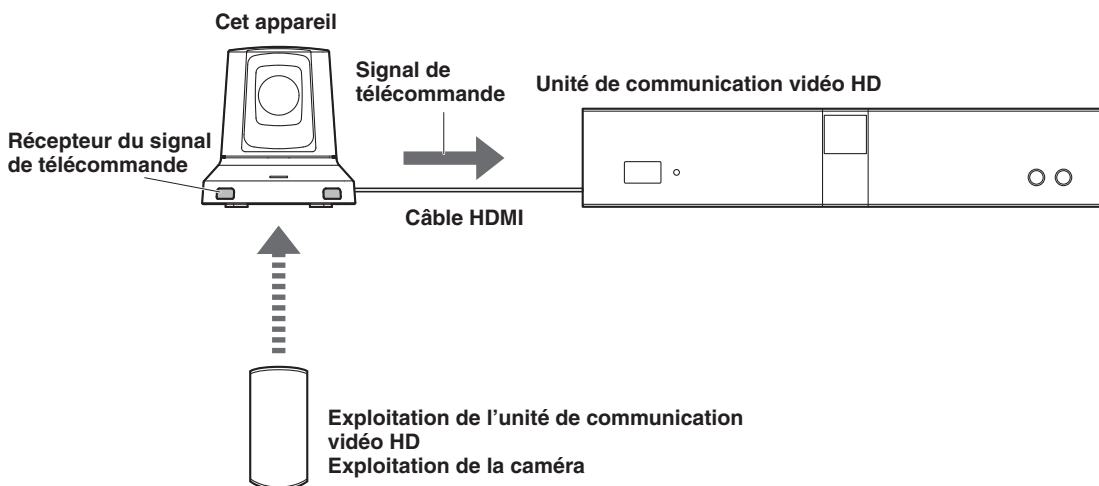 Cet appareil
Signal de
télécommande
Unité de communication vidéo HD
Récepteur du signal
de télécommande
Câble HDMI
Exploitation de l’unité de communication
vidéo HD
Exploitation de la caméra